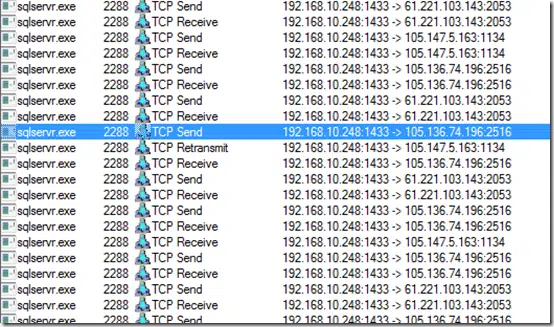 sqlservr.exe 2288 TCP Send 192.168.10.248:1433 -> 61.221.103.143:2053
sqlservr.exe 2288 TCP Receive 192.168.10.248:1433 -> 61.221.103.143:2053
sqlservr.exe 2288 TCP Send 192.168.10.248:1433 -> 105.147.5.163:1134
sqlservr.exe 2288 TCP Receive 192.168.10.248:1433 -> 105.147.5.163:1134
sqlservr.exe 2288 TCP Send 192.168.10.248:1433 -> 105.136.74.196:2516
sqlservr.exe 2288 TCP Receive 192.168.10.248:1433 -> 105.136.74.196:2516
sqlservr.exe 2288 TCP Send 192.168.10.248:1433 -> 61.221.103.143:2053
sqlservr.exe 2288 TCP Receive 192.168.10.248:1433 -> 61.221.103.143:2053
sqlservr.exe 2288 TCP Send 192.168.10.248:1433 -> 105.136.74.196:2516
sqlservr.exe 2288 TCP Retransmit 192.168.10.248:1433 -> 105.147.5.163:1134
sqlservr.exe 2288 TCP Receive 192.168.10.248:1433 -> 105.136.74.196:2516
sqlservr.exe 2288 TCP Send 192.168.10.248:1433 -> 61.221.103.143:2053
sqlservr.exe 2288 TCP Receive 192.168.10.248:1433 -> 61.221.103.143:2053
sqlservr.exe 2288 TCP Send 192.168.10.248:1433 -> 105.136.74.196:2516
sqlservr.exe 2288 TCP Receive 192.168.10.248:1433 -> 105.136.74.196:2516
sqlservr.exe 2288 TCP Receive 192.168.10.248:1433 -> 105.147.5.163:1134
sqlservr.exe 2288 TCP Send 192.168.10.248:1433 -> 105.136.74.196:2516
sqlservr.exe 2288 TCP Receive 192.168.10.248:1433 -> 105.136.74.196:2516
sqlservr.exe 2288 TCP Send 192.168.10.248:1433 -> 61.221.103.143:2053
sqlservr.exe 2288 TCP Receive 192.168.10.248:1433 -> 61.221.103.143:2053
sqlservr.exe 2288 TCP Send 192.168.10.248:1433 -> 105.136.74.196:2516